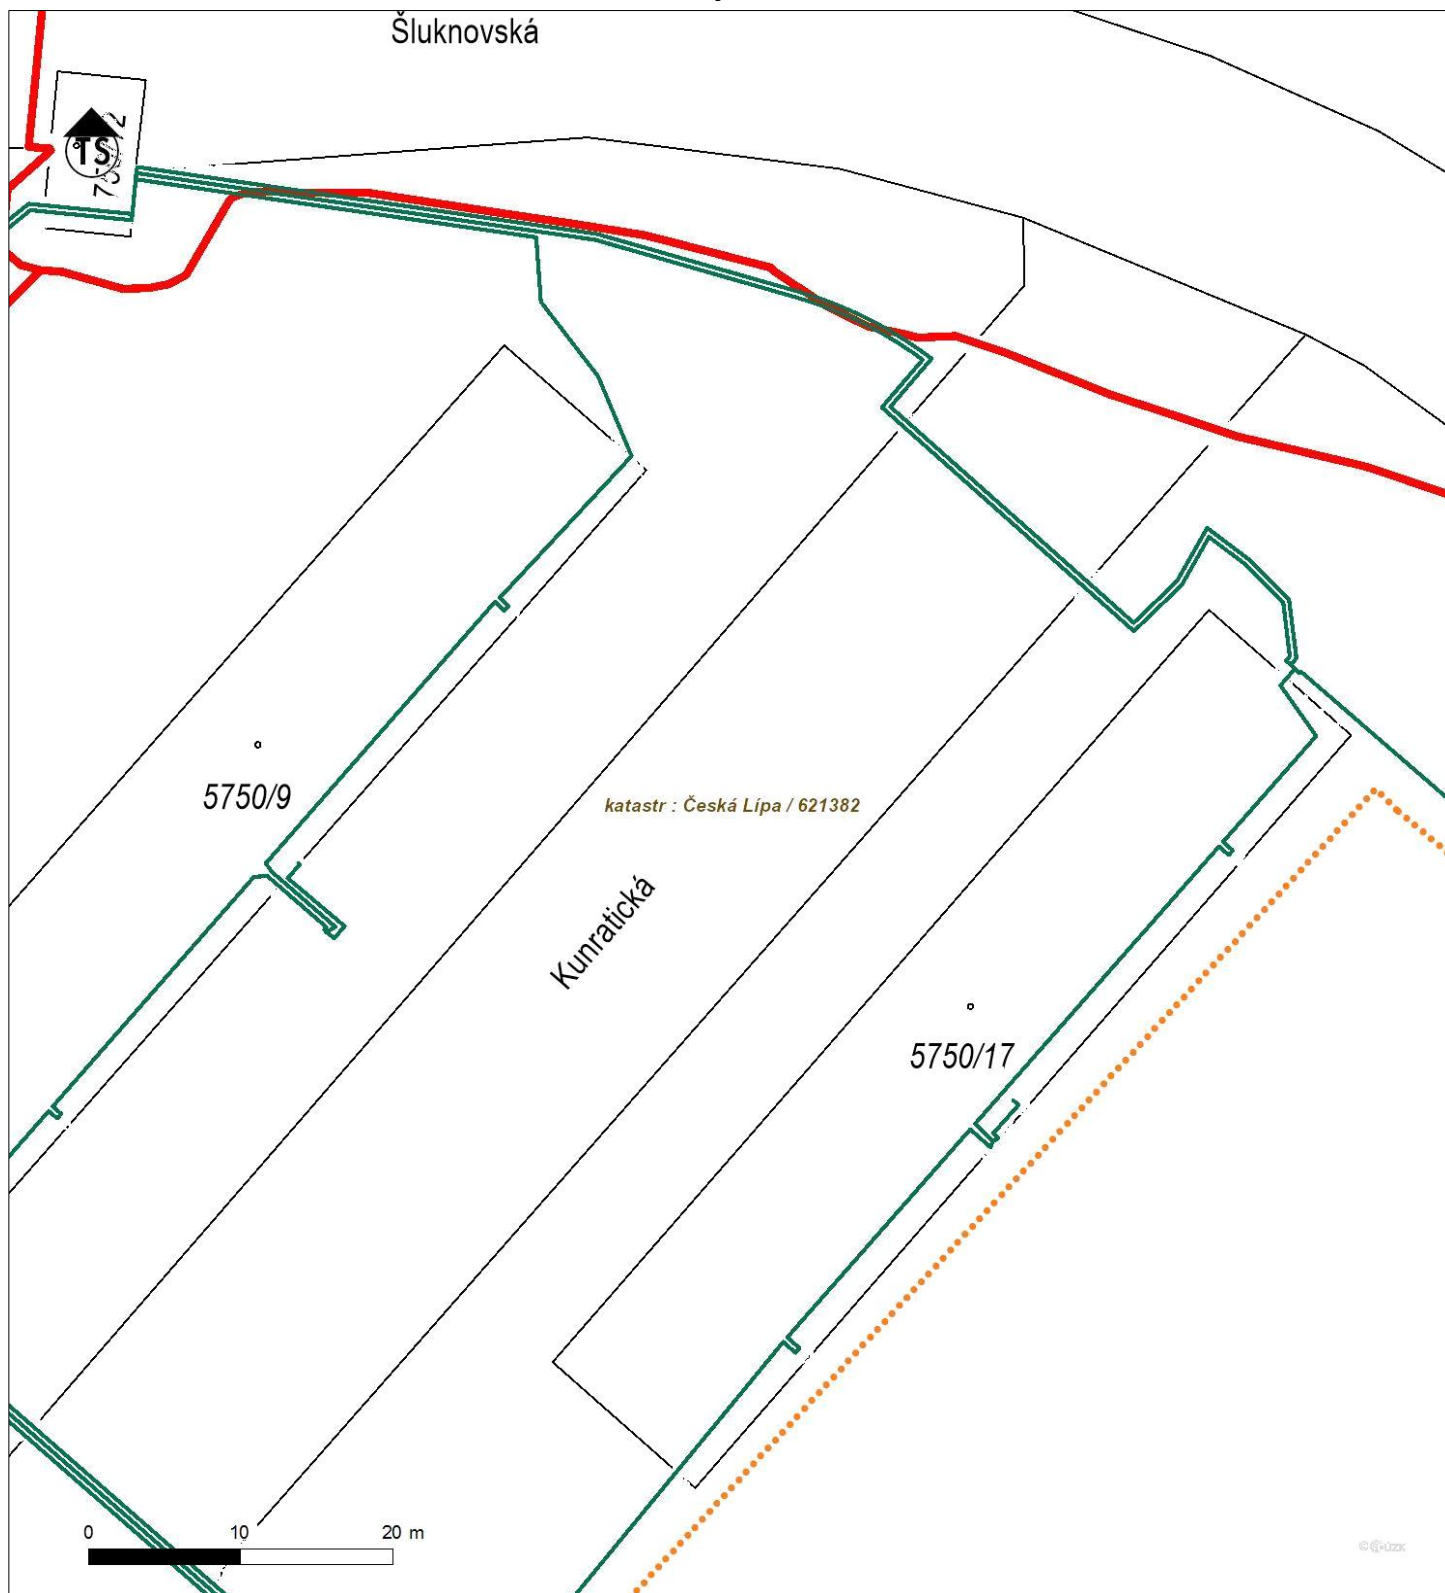 Šluknovská
TS
5750/9
katastr : Česká Lípa / 621382
Kunratická
5750/17
0 10 20 m